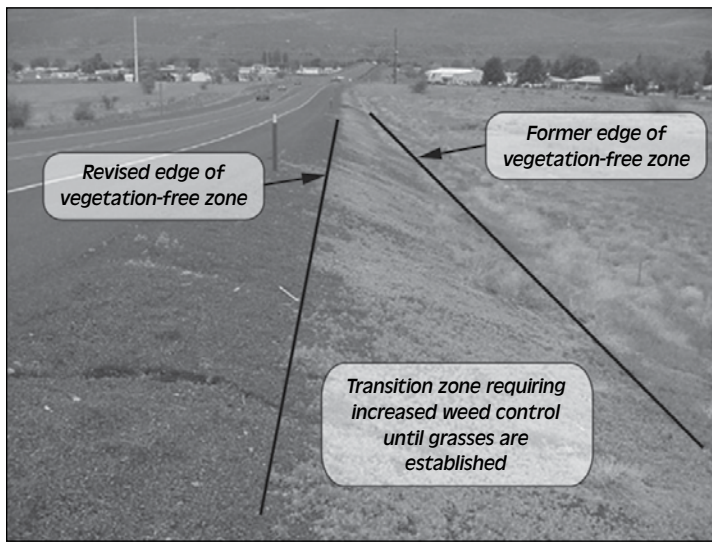 Revised edge of
vegetation-free zone
Former edge of
vegetation-free zone
Transition zone requiring
increased weed control
until grasses are
established